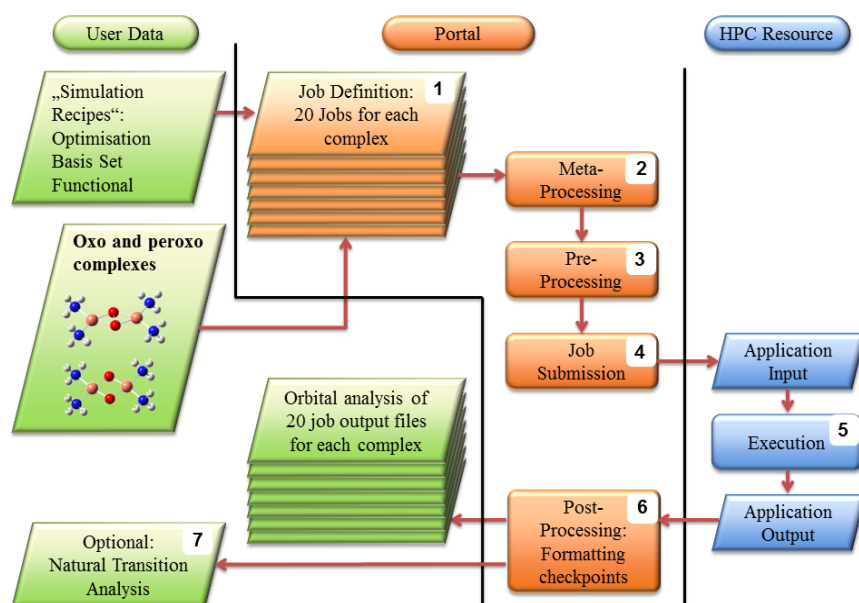 User Data
Portal
HPC Resource
„Simulation
Recipes“:
Optimisation
Basis Set
Functional
1
Job Definition:
20 Jobs for each
complex
2
Meta-
Processing
Oxo and peroxo
complexes
3
Pre-
Processing
4
Job
Submission
Application
Input
Orbital analysis of
20 job output files
for each complex
5
Execution
6
Post-
Processing:
Formatting
checkpoints
Application
Output
7
Optional:
Natural Transition
Analysis